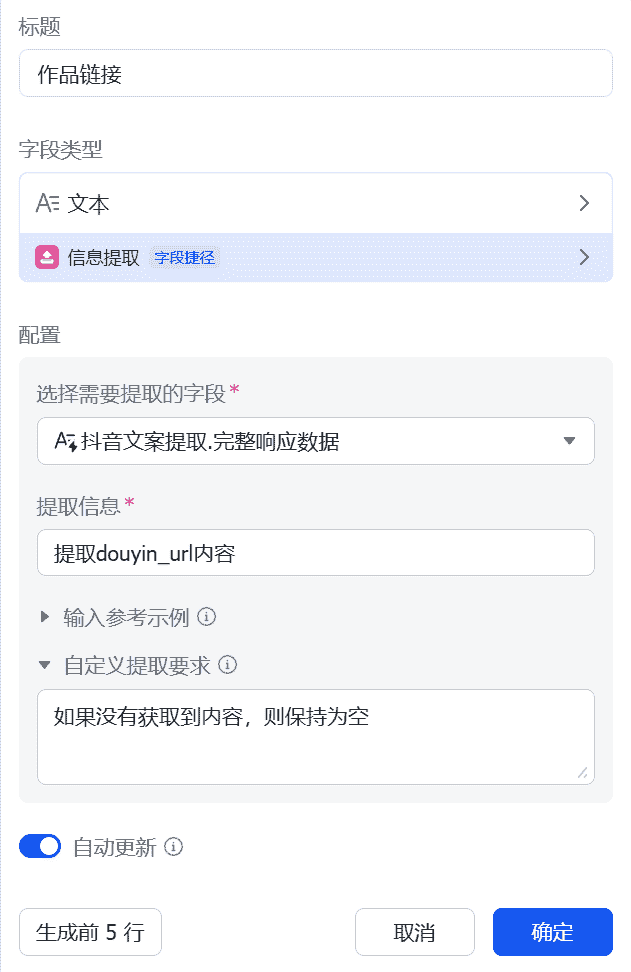 标题
作品链接
字段类型
文本
信息提取 字段捷径
配置
选择需要提取的字段*
抖音文案提取.完整响应数据
提取信息*
提取douyin_url内容
输入参考示例
自定义提取要求
如果没有获取到内容，则保持为空
自动更新
生成前 5 行 取消 确定